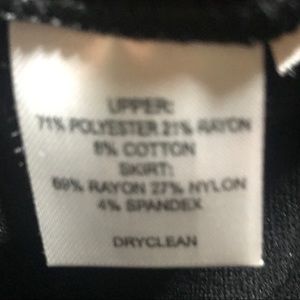 UPPER:
71% POLYESTER 21% RAYON
8% COTTON
SKIRT:
69% RAYON 27% NYLON
4% SPANDEX
DRYCLEAN